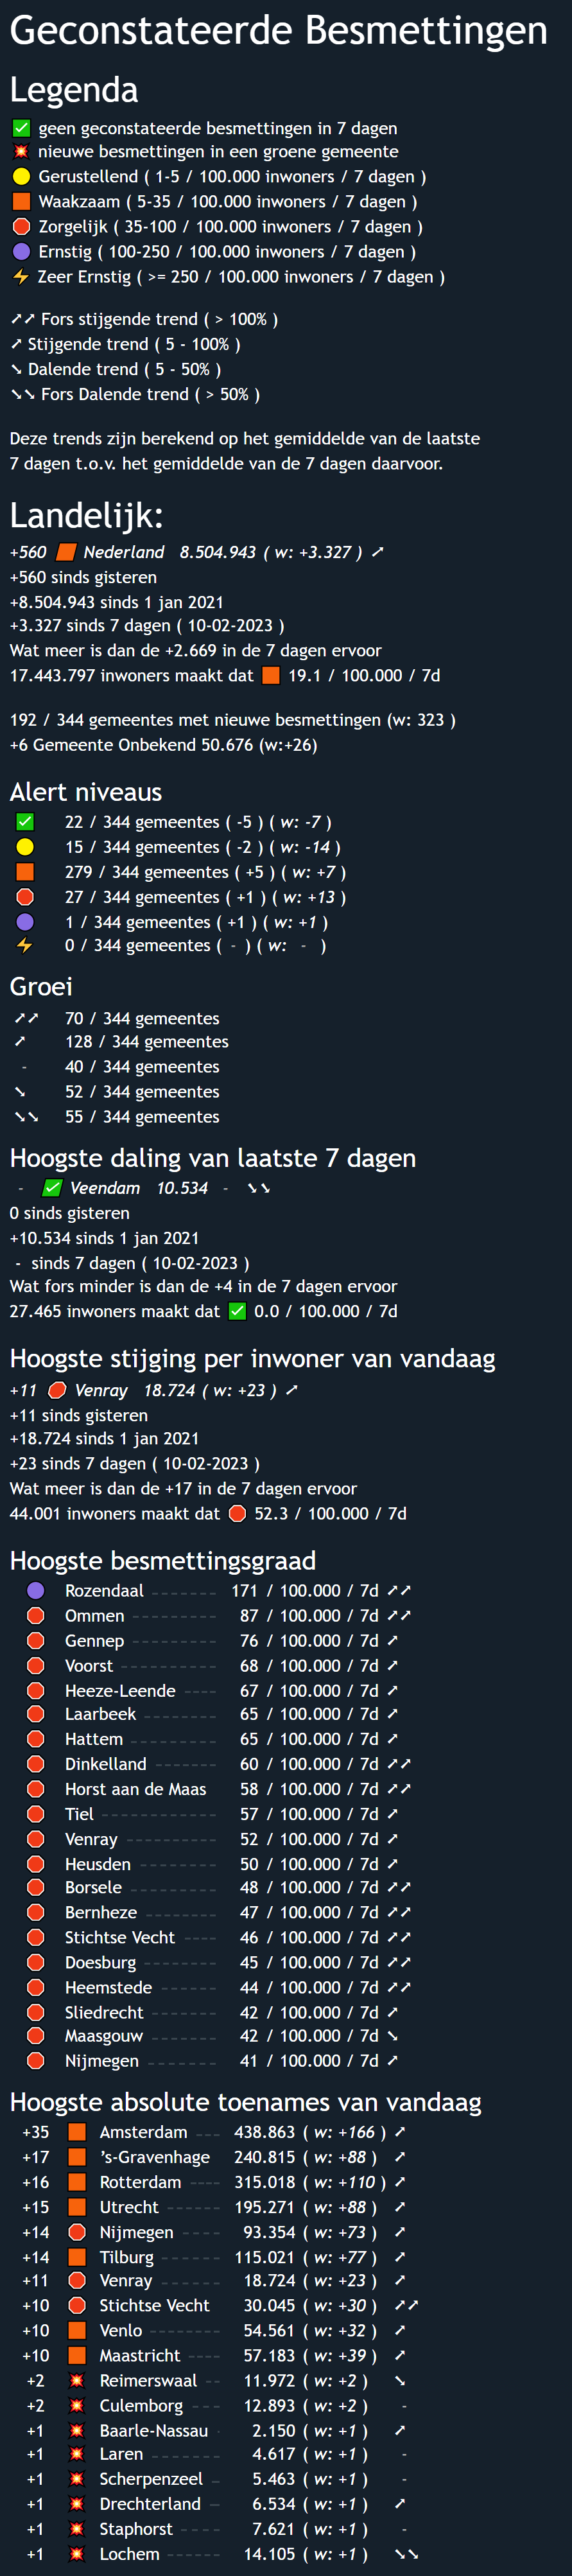 Geconstateerde Besmettingen
Legenda
✅ geen geconstateerde besmettingen in 7 dagen
💥 nieuwe besmettingen in een groene gemeente
🟡 Gerustellend ( 1-5 / 100.000 inwoners / 7 dagen )
🟧 Waakzaam ( 5-35 / 100.000 inwoners / 7 dagen )
🛑 Zorgelijk ( 35-100 / 100.000 inwoners / 7 dagen )
🟣 Ernstig ( 100-250 / 100.000 inwoners / 7 dagen )
⚡ Zeer Ernstig ( >= 250 / 100.000 inwoners / 7 dagen )
➚➚ Fors stijgende trend ( > 100% )
➚ Stijgende trend ( 5 - 100% )
➘ Dalende trend ( 5 - 50% )
➘➘ Fors Dalende trend ( > 50% )
Deze trends zijn berekend op het gemiddelde van de laatste
7 dagen t.o.v. het gemiddelde van de 7 dagen daarvoor.
Landelijk:
+560 🟧 Nederland 8.504.943 ( w: +3.327 ) ➚
+560 sinds gisteren
+8.504.943 sinds 1 jan 2021
+3.327 sinds 7 dagen ( 10-02-2023 )
Wat meer is dan de +2.669 in de 7 dagen ervoor
17.443.797 inwoners maakt dat 🟧 19.1 / 100.000 / 7d
192 / 344 gemeentes met nieuwe besmettingen (w: 323 )
+6 Gemeente Onbekend 50.676 (w:+26)
Alert niveaus
✅ 22 / 344 gemeentes ( -5 ) ( w: -7 )
🟡 15 / 344 gemeentes ( -2 ) ( w: -14 )
🟧 279 / 344 gemeentes ( +5 ) ( w: +7 )
🛑 27 / 344 gemeentes ( +1 ) ( w: +13 )
🟣 1 / 344 gemeentes ( +1 ) ( w: +1 )
⚡ 0 / 344 gemeentes ( - ) ( w: - )
Groei
➚➚ 70 / 344 gemeentes
➚ 128 / 344 gemeentes
- 40 / 344 gemeentes
➘ 52 / 344 gemeentes
➘➘ 55 / 344 gemeentes
Hoogste daling van laatste 7 dagen
- ✅ Veendam 10.534 - ➘➘
0 sinds gisteren
+10.534 sinds 1 jan 2021
- sinds 7 dagen ( 10-02-2023 )
Wat fors minder is dan de +4 in de 7 dagen ervoor
27.465 inwoners maakt dat ✅ 0.0 / 100.000 / 7d
Hoogste stijging per inwoner van vandaag
+11 🛑 Venray 18.724 ( w: +23 ) ➚
+11 sinds gisteren
+18.724 sinds 1 jan 2021
+23 sinds 7 dagen ( 10-02-2023 )
Wat meer is dan de +17 in de 7 dagen ervoor
44.001 inwoners maakt dat 🛑 52.3 / 100.000 / 7d
Hoogste besmettingsgraad
🟣 Rozendaal 171 / 100.000 / 7d ➚➚
🛑 Ommen 87 / 100.000 / 7d ➚➚
🛑 Gennep 76 / 100.000 / 7d ➚
🛑 Voorst 68 / 100.000 / 7d ➚
🛑 Heeze-Leende 67 / 100.000 / 7d ➚
🛑 Laarbeek 65 / 100.000 / 7d ➚
🛑 Hattem 65 / 100.000 / 7d ➚
🛑 Dinkelland 60 / 100.000 / 7d ➚➚
🛑 Horst aan de Maas 58 / 100.000 / 7d ➚➚
🛑 Tiel 57 / 100.000 / 7d ➚
🛑 Venray 52 / 100.000 / 7d ➚
🛑 Heusden 50 / 100.000 / 7d ➚
🛑 Borsele 48 / 100.000 / 7d ➚➚
🛑 Bernheze 47 / 100.000 / 7d ➚➚
🛑 Stichtse Vecht 46 / 100.000 / 7d ➚➚
🛑 Doesburg 45 / 100.000 / 7d ➚➚
🛑 Heemstede 44 / 100.000 / 7d ➚➚
🛑 Sliedrecht 42 / 100.000 / 7d ➚
🛑 Maasgouw 42 / 100.000 / 7d ➘
🛑 Nijmegen 41 / 100.000 / 7d ➚
Hoogste absolute toenames van vandaag
+35 🟧 Amsterdam 438.863 ( w: +166 ) ➚
+17 🟧 's-Gravenhage 240.815 ( w: +88 ) ➚
+16 🟧 Rotterdam 315.018 ( w: +110 ) ➚
+15 🟧 Utrecht 195.271 ( w: +88 ) ➚
+14 🛑 Nijmegen 93.354 ( w: +73 ) ➚
+14 🟧 Tilburg 115.021 ( w: +77 ) ➚
+11 🛑 Venray 18.724 ( w: +23 ) ➚
+10 🛑 Stichtse Vecht 30.045 ( w: +30 ) ➚➚
+10 🟧 Venlo 54.561 ( w: +32 ) ➚
+10 🟧 Maastricht 57.183 ( w: +39 ) ➚
+2 💥 Reimerswaal 11.972 ( w: +2 ) ➘
+2 💥 Culemborg 12.893 ( w: +2 ) -
+1 💥 Baarle-Nassau 2.150 ( w: +1 ) ➚
+1 💥 Laren 4.617 ( w: +1 ) -
+1 💥 Scherpenzeel 5.463 ( w: +1 ) -
+1 💥 Drechterland 6.534 ( w: +1 ) ➚
+1 💥 Staphorst 7.621 ( w: +1 ) -
+1 💥 Lochem 14.105 ( w: +1 ) ➘➘